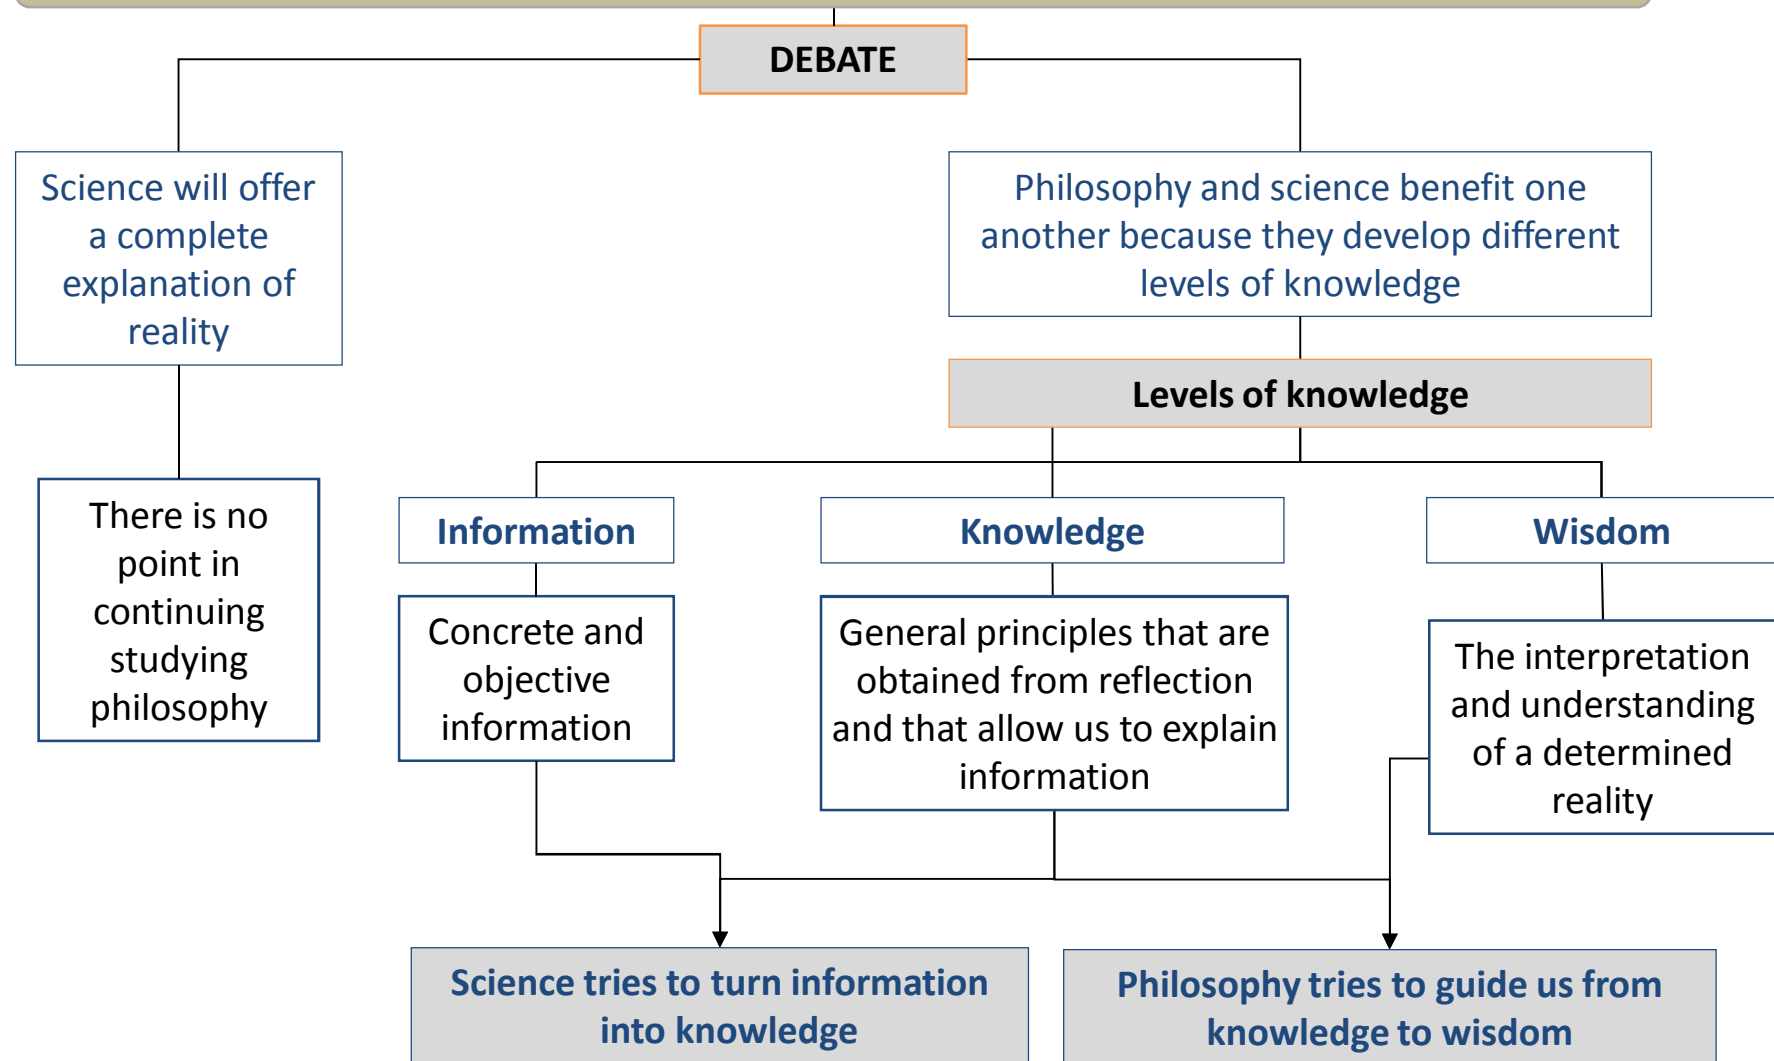 DEBATE
Science will offer
a complete
explanation of
reality
Philosophy and science benefit one
another because they develop different
levels of knowledge
Levels of knowledge
There is no
point in
continuing
studying
philosophy
Information
Knowledge
Wisdom
Concrete and
objective
information
General principles that are
obtained from reflection
and that allow us to explain
information
The interpretation
and understanding
of a determined
reality
Science tries to turn information
into knowledge
Philosophy tries to guide us from
knowledge to wisdom